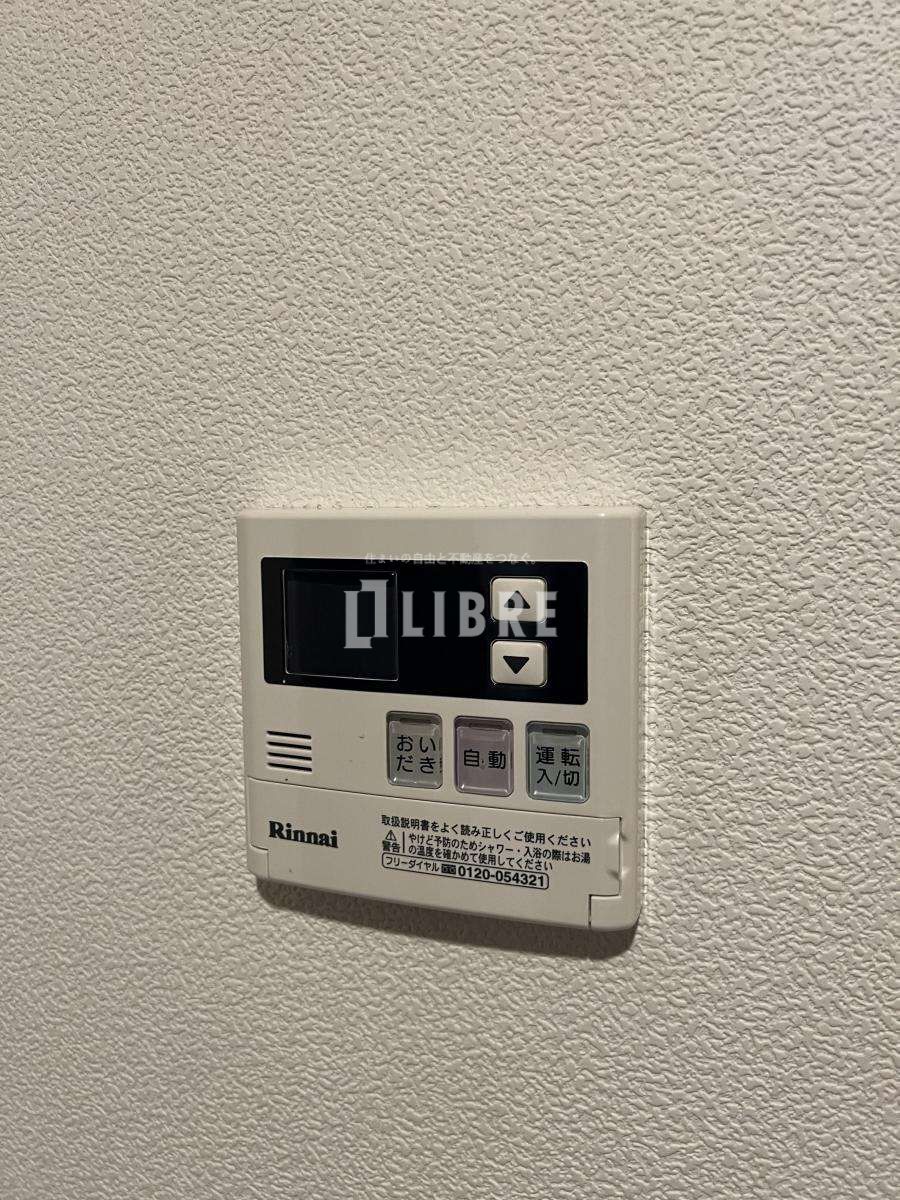 住まいの自由と不動産をつなぐ。
LIBRE
おい
だき
自動
運転
入/切
Rinnai
取扱説明書をよく読み正しくご使用ください
警告
やけど予防のためシャワー・入浴の際はお湯
の温度を確かめて使用してください
フリーダイヤル 0120-054321